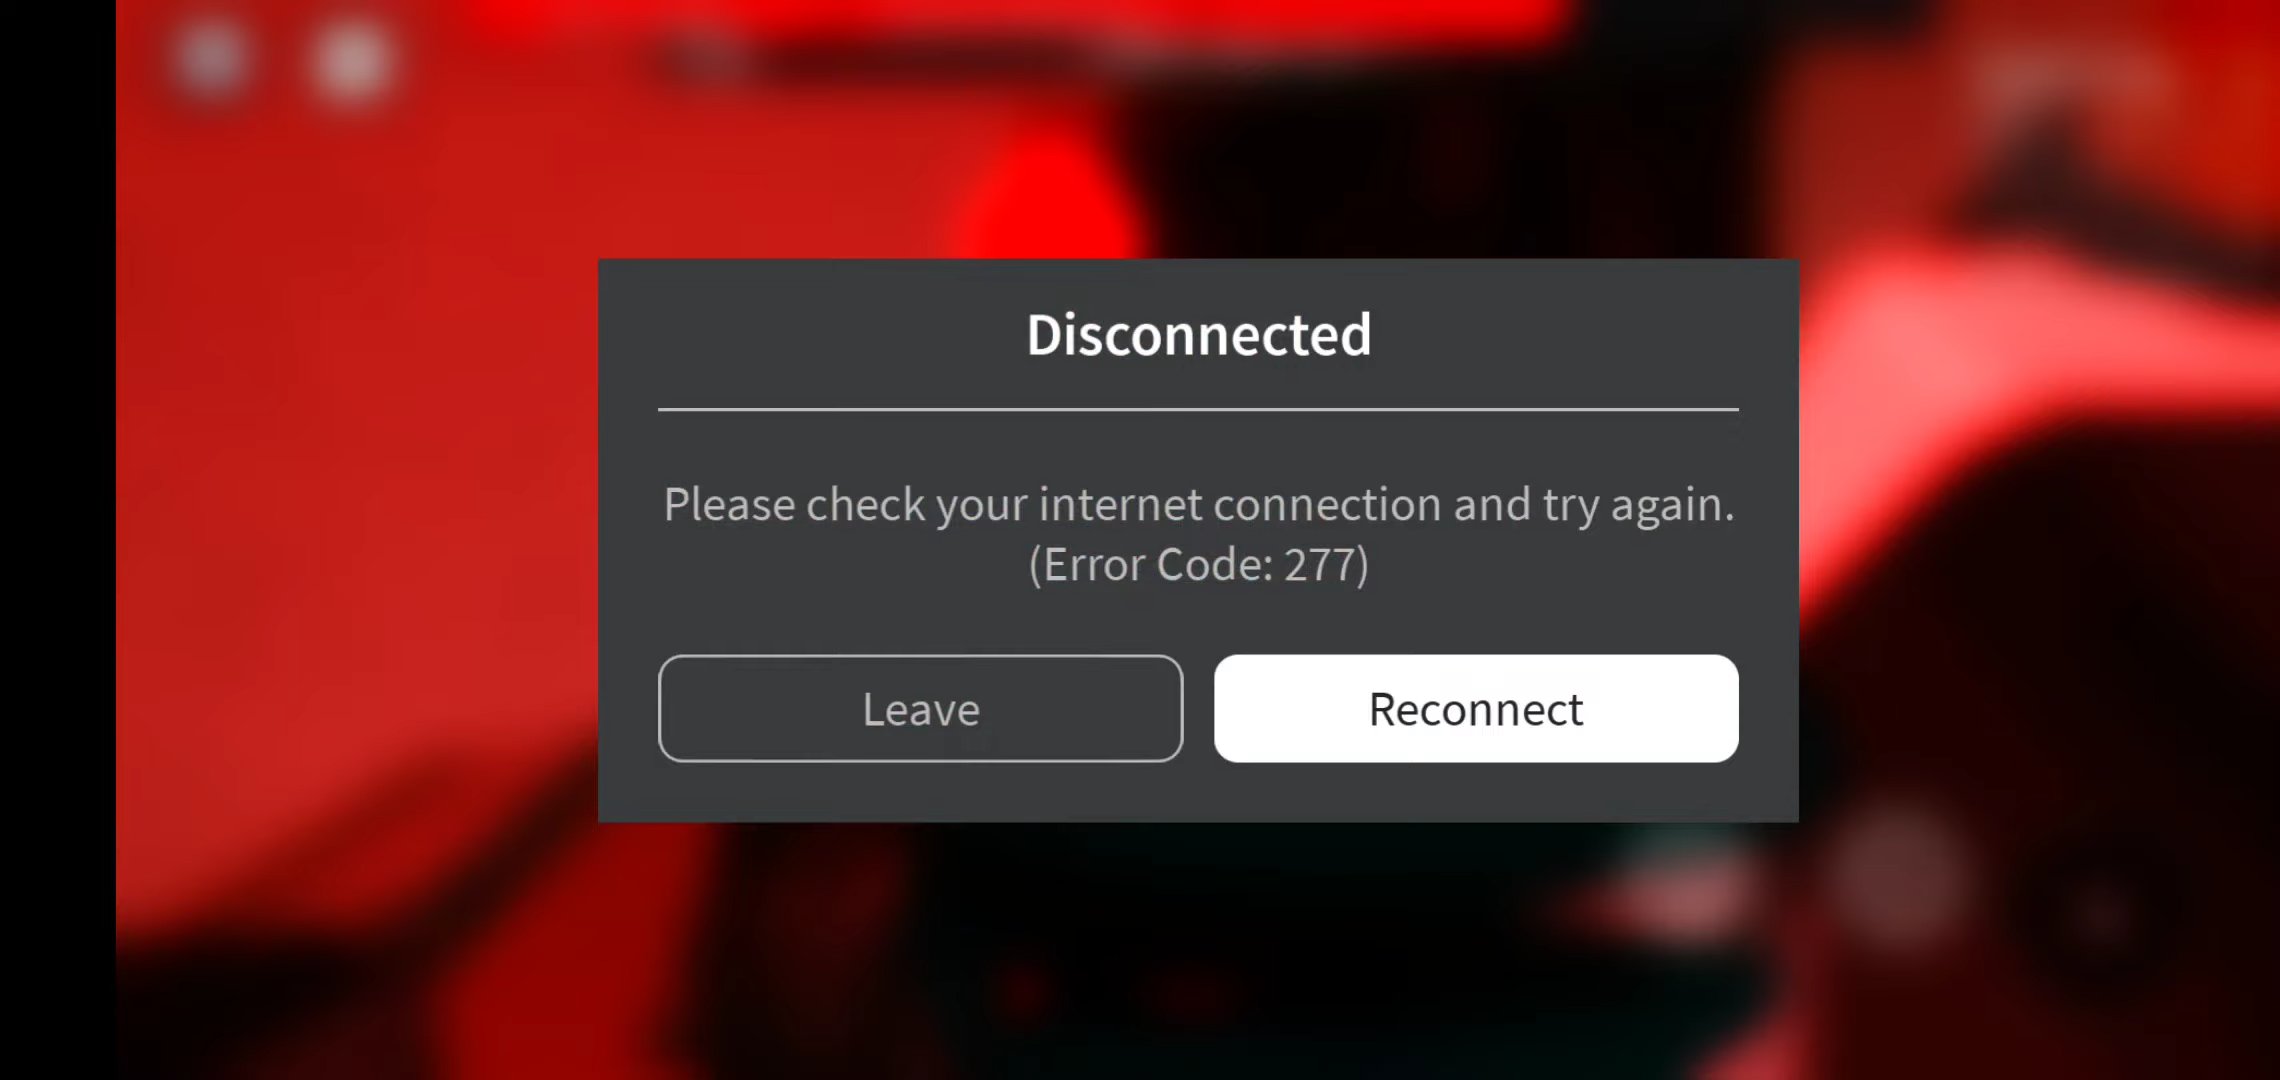 Disconnected
Please check your internet connection and try again.
(Error Code: 277)
Leave
Reconnect